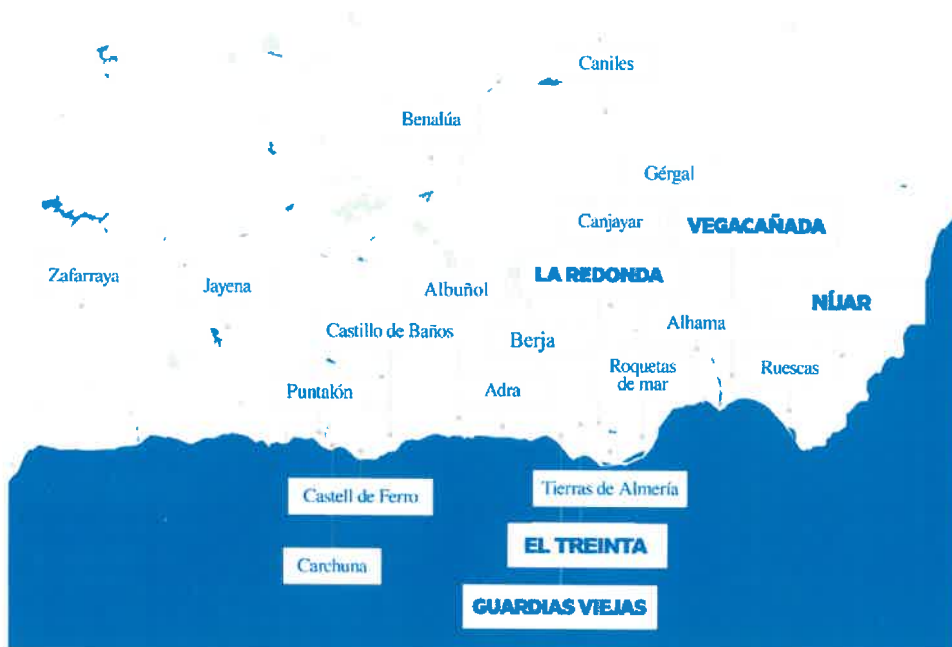 Caniles
Benalúa
Gérgal
Canjayar
VEGACAÑADA
Zafarraya
Jayena
Albuñol
LA REDONDA
NÍJAR
Castillo de Baños
Berja
Alhama
Puntalón
Adra
Roquetas
de mar
Ruescas
Castell de Ferro
Tierras de Almería
EL TREINTA
Carchuna
GUARDIAS VIEJAS